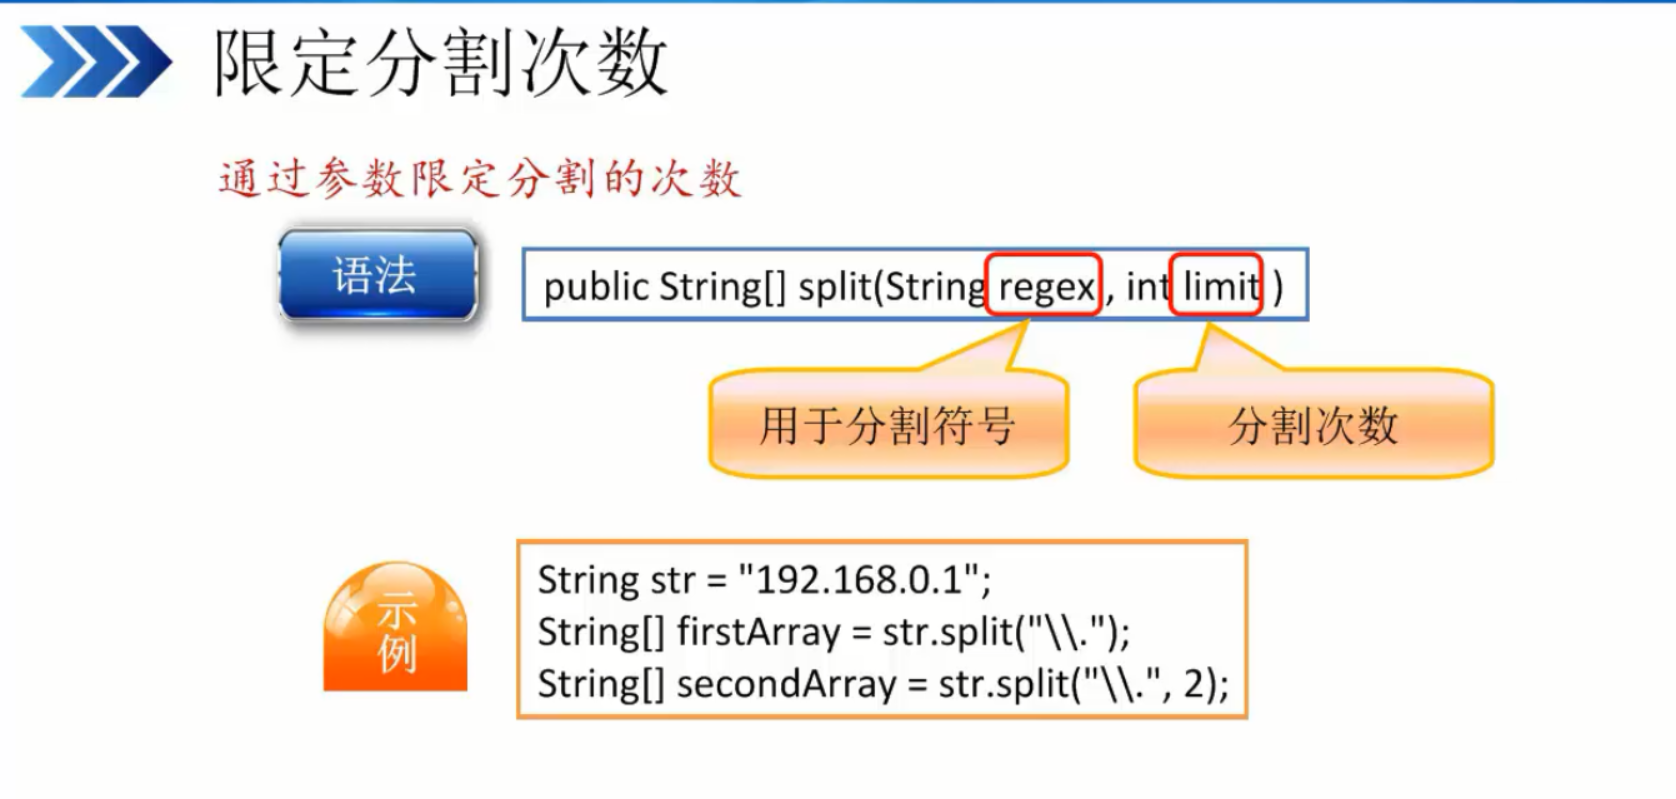 限定分割次数
通过参数限定分割的次数
语法
public String[] split(String regex , int limit )
用于分割符号
分割次数
示
例
String str = "192.168.0.1";
String[] firstArray = str.split("\\.");
String[] secondArray = str.split("\\.", 2);